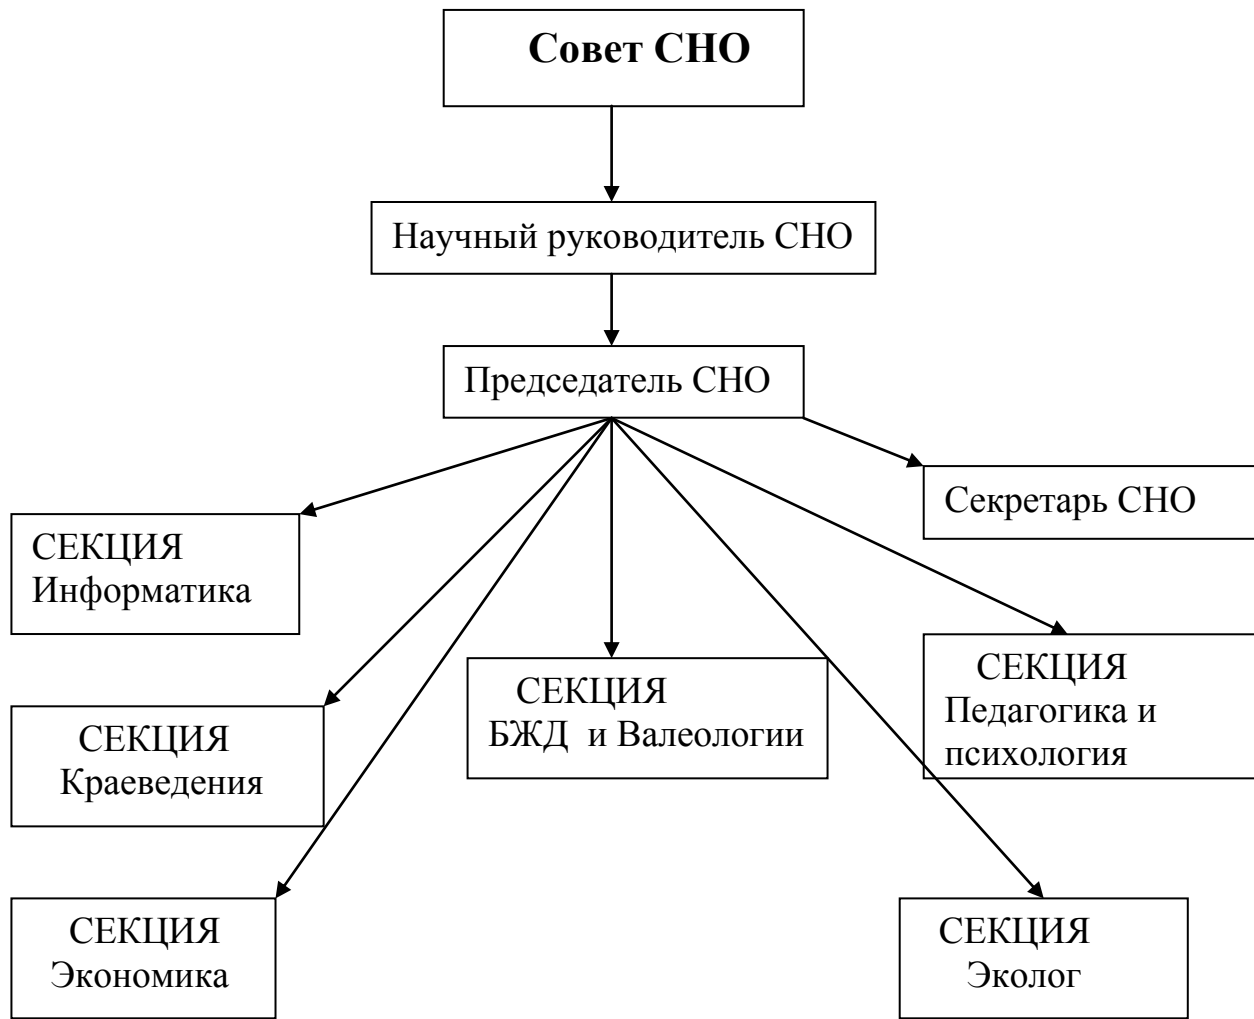 Совет СНО
Научный руководитель СНО
Председатель СНО
Секретарь СНО
СЕКЦИЯ
Информатика
СЕКЦИЯ
Педагогика и
психология
СЕКЦИЯ
БЖД и Валеологии
СЕКЦИЯ
Краеведения
СЕКЦИЯ
Экономика
СЕКЦИЯ
Эколог